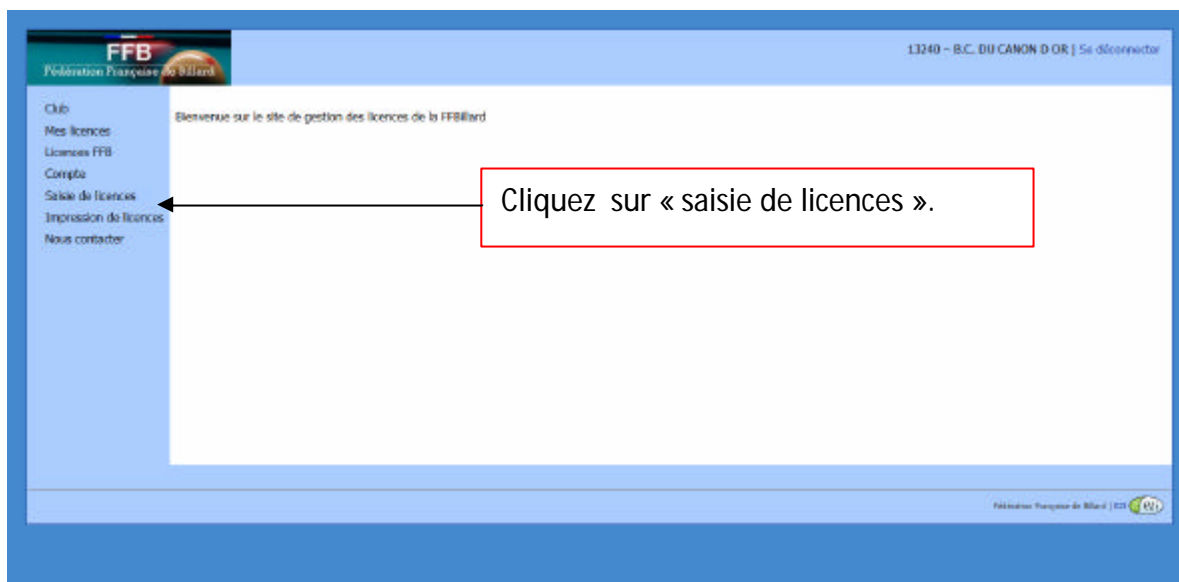 FFB
Fédération Française de Billard
13240 – B.C. DU CANON D OR | Se déconnecter
Club
Mes licences
Licences FFB
Compte
Saisie de licences
Impression de licences
Nous contacter
Bienvenue sur le site de gestion des licences de la FFBillard
Cliquez sur « saisie de licences ».
Fédération Française de Billard |